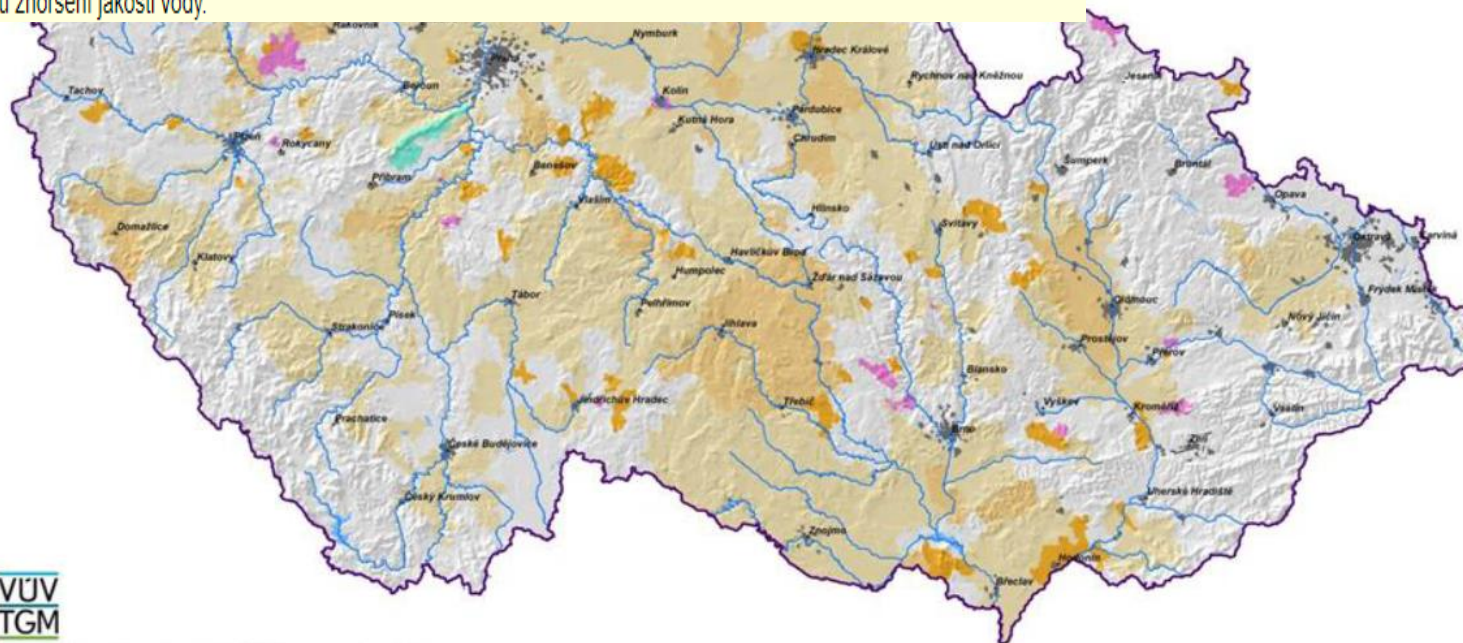 u zhoršení jakosti vody.
Rakovník
Nymburk
Hradec Králové
Rychnov nad Kněžnou
Jeseník
Tachov
Beroun
Praha
Kolín
Pardubice
Kutná Hora
Chrudim
Ústí nad Orlicí
Šumperk
Bruntál
Plzeň
Rokycany
Příbram
Benešov
Vlašim
Hlinsko
Svitavy
Opava
Ostrava
Karviná
Domažlice
Klatovy
Havlíčkův Brod
Humpolec
Žďár nad Sázavou
Olomouc
Frýdek Místek
Tábor
Pelhřimov
Nový Jičín
Strakonice
Písek
Jihlava
Prostějov
Přerov
Blansko
Prachatice
Jindřichův Hradec
Třebíč
Vyškov
Kroměříž
Vsetín
Brno
Zlín
České Budějovice
Český Krumlov
Uherské Hradiště
Znojmo
Hodonín
Břeclav
VÚV
TGM